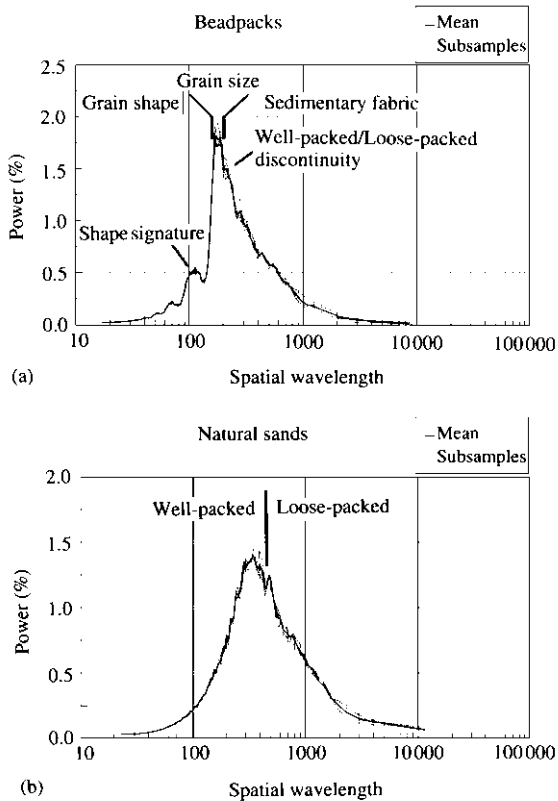 Beadpacks
Mean
Subsamples
2.5
2.0
1.5
1.0
0.5
0.0
Power (%)
Grain size
Grain shape
Sedimentary fabric
Well-packed/Loose-packed
discontinuity
Shape signature
10
100
1000
10 000
100 000
(a)
Spatial wavelength
Natural sands
Mean
Subsamples
2.0
1.5
1.0
0.5
0.0
Power (%)
Well-packed
Loose-packed
10
100
1000
10 000
100 000
(b)
Spatial wavelength